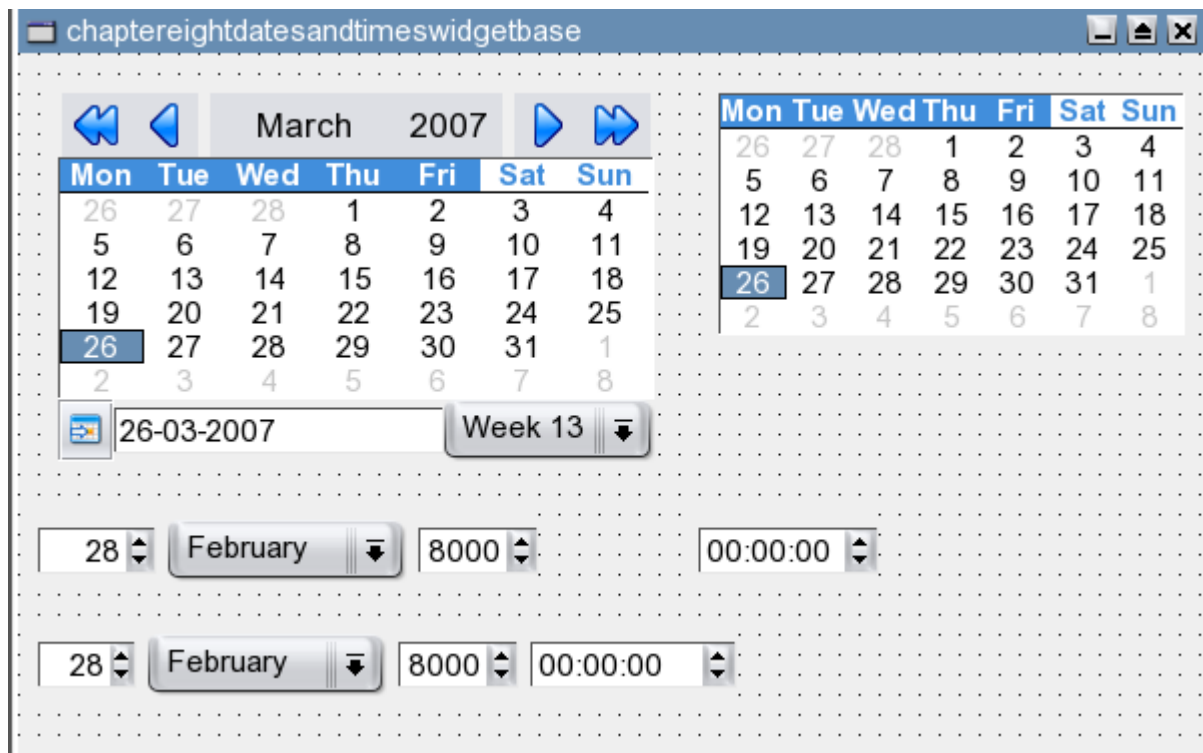 chaptereightdatesandtimeswidgetbase
March 2007
Mon Tue Wed Thu Fri Sat Sun
26 27 28 1 2 3 4
5 6 7 8 9 10 11
12 13 14 15 16 17 18
19 20 21 22 23 24 25
26 27 28 29 30 31 1
2 3 4 5 6 7 8
26-03-2007 Week 13
Mon Tue Wed Thu Fri Sat Sun
26 27 28 1 2 3 4
5 6 7 8 9 10 11
12 13 14 15 16 17 18
19 20 21 22 23 24 25
26 27 28 29 30 31 1
2 3 4 5 6 7 8
28 February 8000 00:00:00
28 February 8000 00:00:00